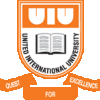 UIU
UNITED INTERNATIONAL UNIVERSITY
QUEST
FOR
EXCELLENCE